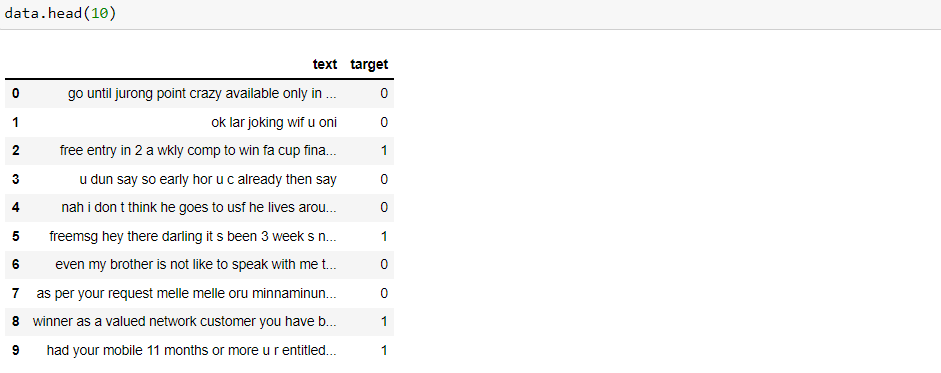 data.head(10)
text target
0 go until jurong point crazy available only in ... 0
1 ok lar joking wif u oni 0
2 free entry in 2 a wkly comp to win fa cup fina... 1
3 u dun say so early hor u c already then say 0
4 nah i don t think he goes to usf he lives arou... 0
5 freemsg hey there darling it s been 3 week s n... 1
6 even my brother is not like to speak with me t... 0
7 as per your request melle melle oru minnaminun... 0
8 winner as a valued network customer you have b... 1
9 had your mobile 11 months or more u r entitled... 1